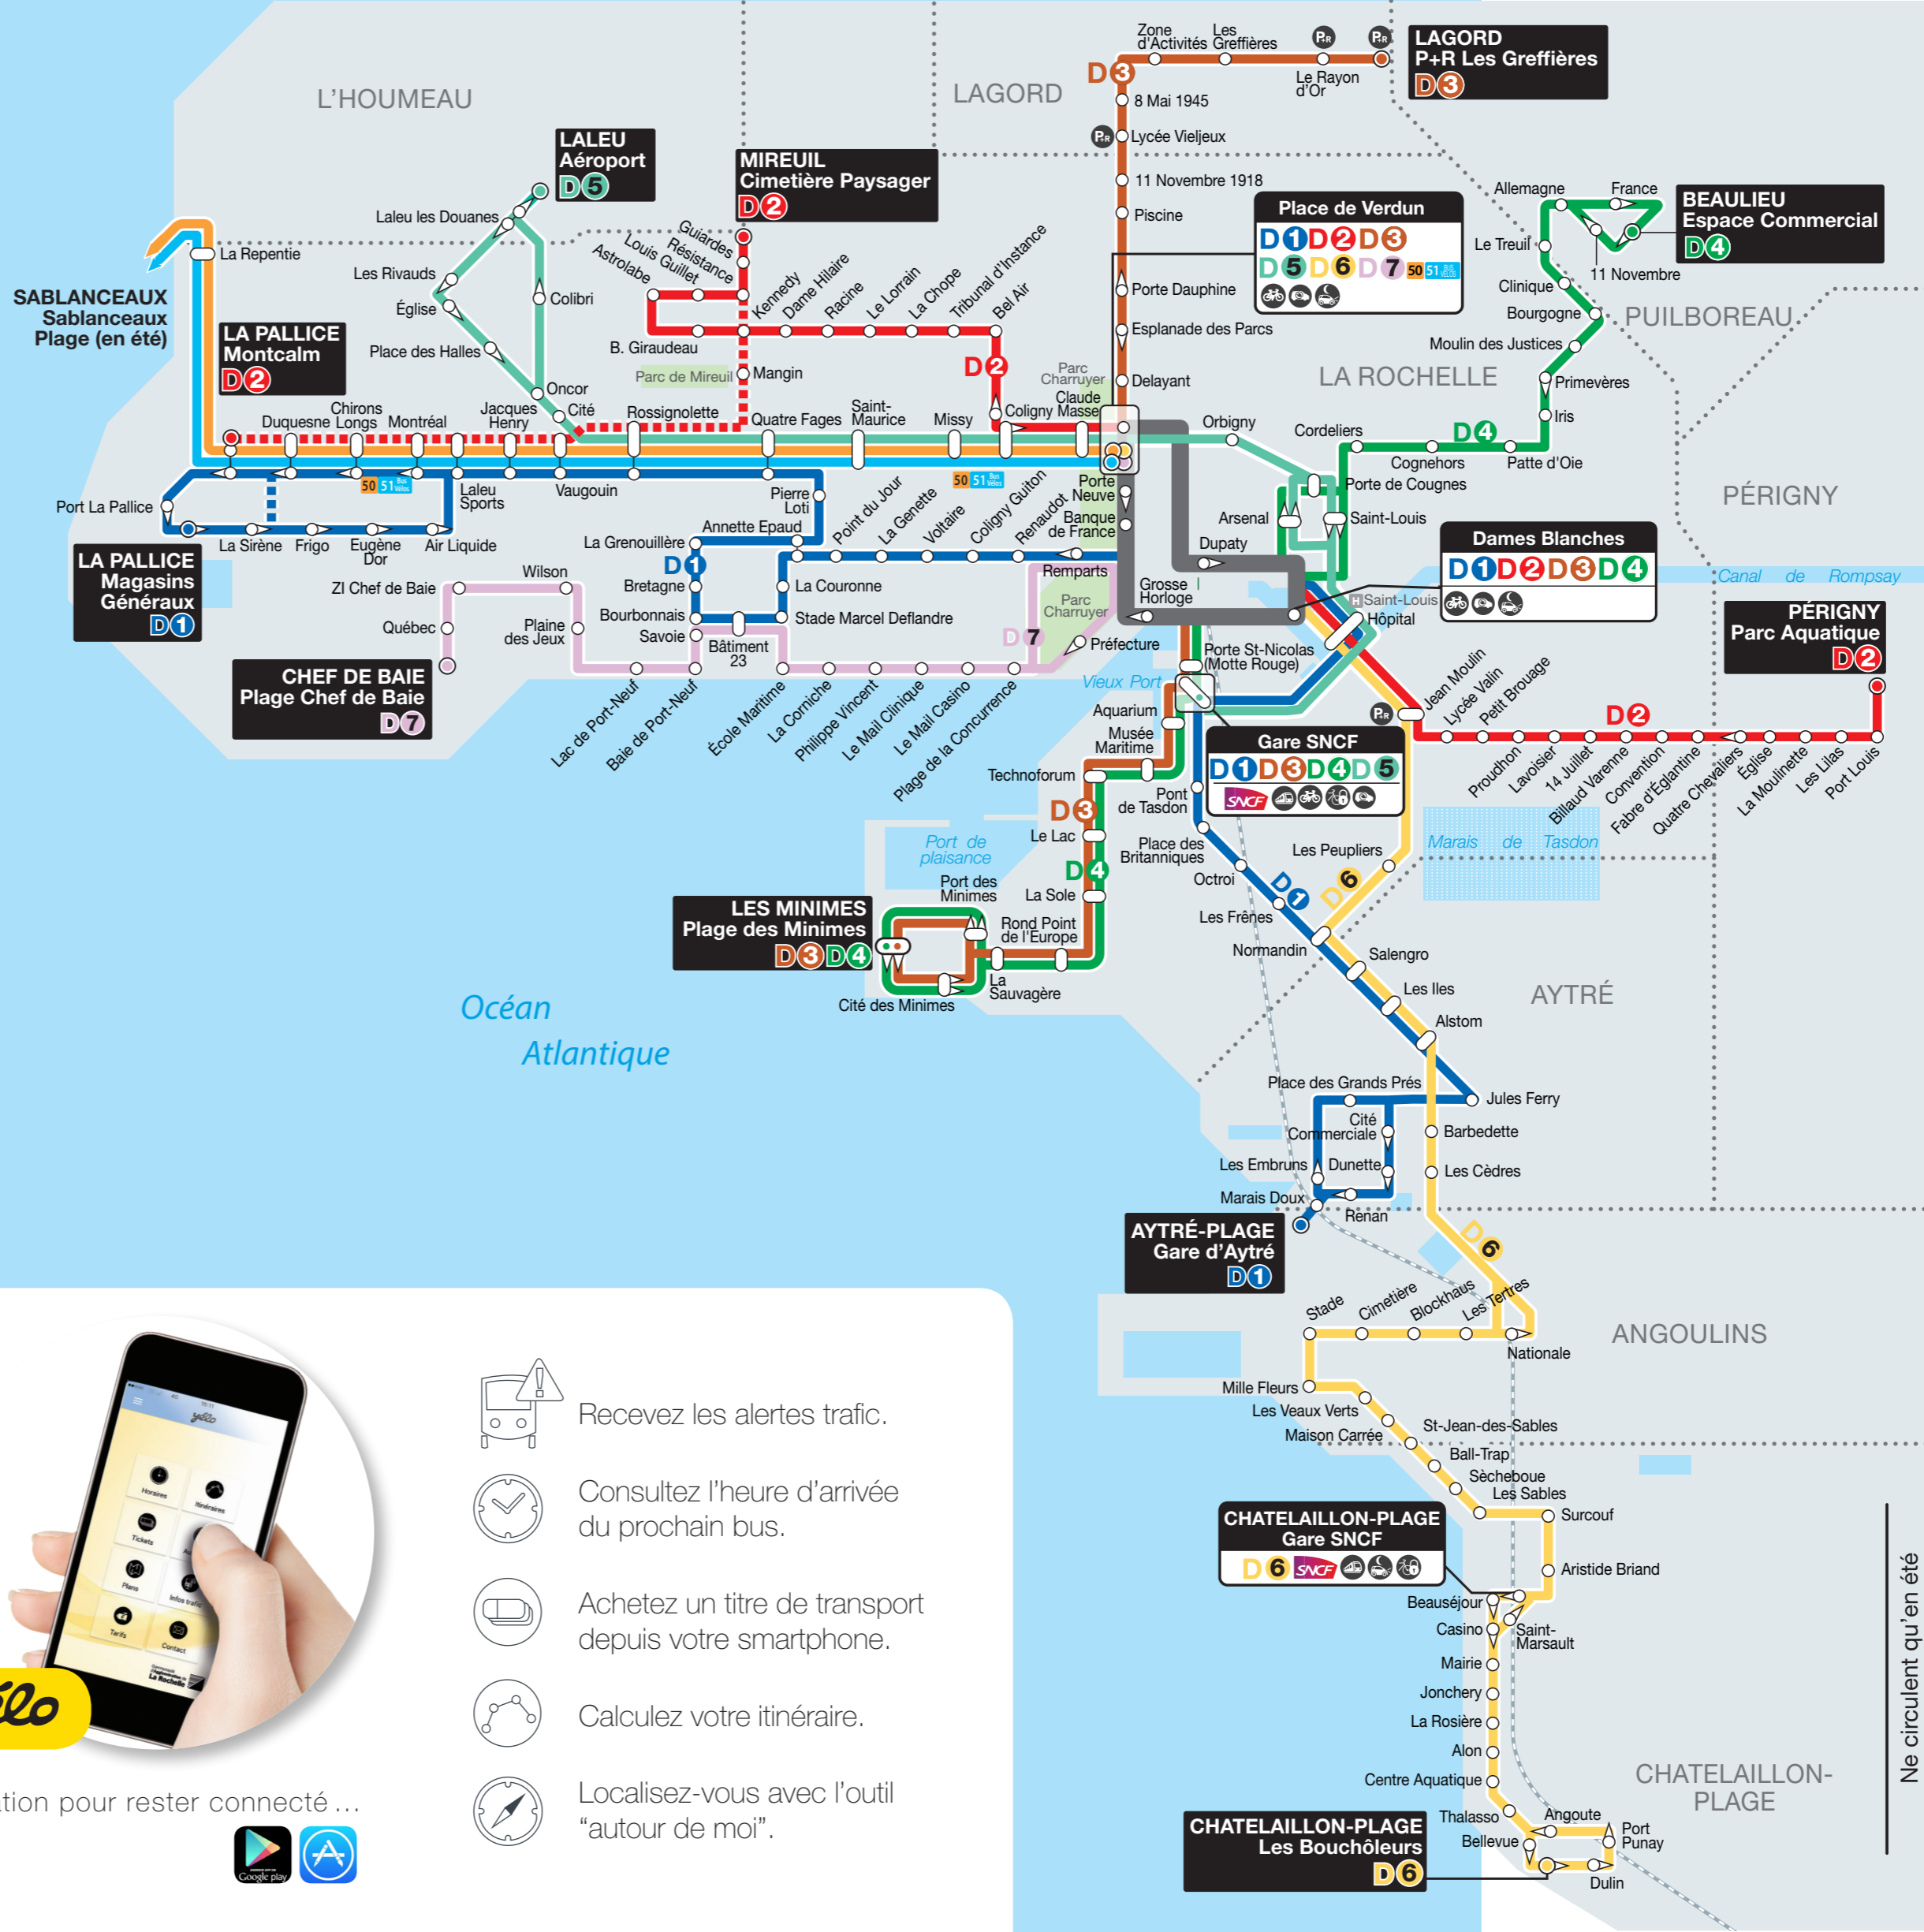 L'HOUMEAU
LAGORD
LALEU
Aéroport
D5
MIREUIL
Cimetière Paysager
D2
Zone
d'Activités
Les
Greffières
P+R
P+R
Le Rayon
d'Or
LAGORD
P+R Les Greffières
D3
D3
8 Mai 1945
P+R
Lycée Vieljeux
11 Novembre 1918
Piscine
Porte Dauphine
Esplanade des Parcs
Delayant
Place de Verdun
D1 D2 D3
D5 D6 D7 50 51 Bus Vélos
Allemagne
France
BEAULIEU
Espace Commercial
D4
Le Treuil
11 Novembre
Clinique
Bourgogne
PUILBOREAU
Moulin des Justices
Primevères
Iris
LA ROCHELLE
Cordeliers
D4
Cognehors
Patte d'Oie
PÉRIGNY
Laleu les Douanes
Les Rivauds
Église
Colibri
Place des Halles
Oncor
Cité
La Repentie
SABLANCEAUX
Sablanceaux
Plage (en été)
LA PALLICE
Montcalm
D2
Guiardes
Résistance
Louis Guillet
Astrolabe
Kennedy
Dame Hilaire
Racine
Le Lorrain
La Chope
Tribunal d'Instance
Bel Air
B. Giraudeau
Parc de Mireuil
Mangin
D2
Parc
Charruyer
Claude
Masse
Coligny
Duquesne
Chirons
Longs
Montréal
Jacques
Henry
Rossignolette
Quatre Fages
Saint-
Maurice
Missy
Orbigny
50 51 Bus Vélos
50 51 Bus Vélos
Laleu
Sports
Vaugouin
Pierre
Loti
Port La Pallice
La Sirène
Frigo
Eugène
Dor
Air Liquide
LA PALLICE
Magasins
Généraux
D1
Annette Epaud
La Grenouillère
D1
Bretagne
Bourbonnais
Savoie
Bâtiment
23
La Couronne
Stade Marcel Deflandre
Point du Jour
La Genette
Voltaire
Coligny Guiton
Renaudot
Porte
Neuve
Banque
de France
Remparts
Parc
Charruyer
Grosse
Horloge
Dupaty
Arsenal
Porte de Cougnes
Saint-Louis
Dames Blanches
D1 D2 D3 D4
Canal de Rompsay
H Saint-Louis
Hôpital
PÉRIGNY
Parc Aquatique
D2
ZI Chef de Baie
Wilson
Québec
Plaine
des Jeux
CHEF DE BAIE
Plage Chef de Baie
D7
D7
Préfecture
Porte St-Nicolas
(Motte Rouge)
Vieux Port
Lac de Port-Neuf
Baie de Port-Neuf
École Maritime
La Corniche
Philippe Vincent
Le Mail Clinique
Le Mail Casino
Plage de la Concurrence
Aquarium
Musée
Maritime
Technoforum
D3
Le Lac
D4
La Sole
Port de
plaisance
Port des
Minimes
Rond Point
de l'Europe
La
Sauvagère
Cité des Minimes
LES MINIMES
Plage des Minimes
D3 D4
Gare SNCF
D1 D3 D4 D5
SNCF
P+R
Jean Moulin
Lycée Valin
Petit Brouage
D2
Proudhon
Lavoisier
14 Juillet
Billaud Varenne
Convention
Fabre d'Églantine
Quatre Chevaliers
Église
La Moulinette
Les Lilas
Port Louis
Marais de Tasdon
Pont
de Tasdon
Place des
Britanniques
Octroi
Les Frênes
D1
Les Peupliers
D6
Normandin
Salengro
Les Iles
Alstom
AYTRÉ
Océan
Atlantique
Place des Grands Prés
Jules Ferry
Cité
Commerciale
Barbedette
Les Embruns
Dunette
Les Cèdres
Marais Doux
Renan
AYTRÉ-PLAGE
Gare d'Aytré
D1
D6
Stade
Cimetière
Blockhaus
Les Tertres
Nationale
ANGOULINS
Mille Fleurs
Les Veaux Verts
Maison Carrée
St-Jean-des-Sables
Ball-Trap
Sècheboue
Les Sables
Surcouf
CHATELAILLON-PLAGE
Gare SNCF
D6 SNCF
Aristide Briand
Beauséjour
Casino
Saint-
Marsault
Mairie
Jonchery
La Rosière
Alon
Centre Aquatique
Thalasso
Bellevue
Angoute
Port
Punay
Dulin
CHATELAILLON-PLAGE
Les Bouchôleurs
D6
CHATELAILLON-
PLAGE
Ne circulent qu'en été
yélo
Horaires
Itinéraires
Tickets
Plans
Infos trafic
Tarifs
Contact
La Rochelle
Recevez les alertes trafic.
Consultez l'heure d'arrivée
du prochain bus.
Achetez un titre de transport
depuis votre smartphone.
Calculez votre itinéraire.
Localisez-vous avec l'outil
“autour de moi”.
élo
tion pour rester connecté ...
Google play